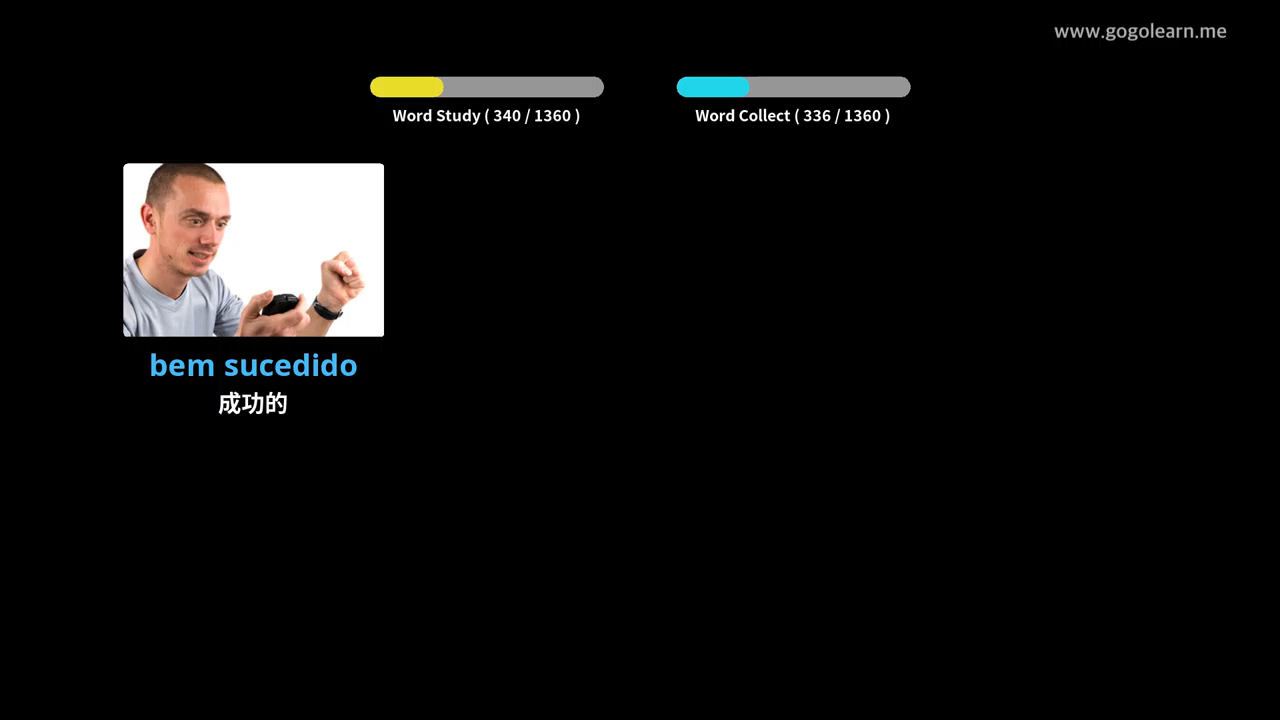 www.gogolearn.me
Word Study ( 340 / 1360 )
Word Collect ( 336 / 1360 )
bem sucedido
成功的